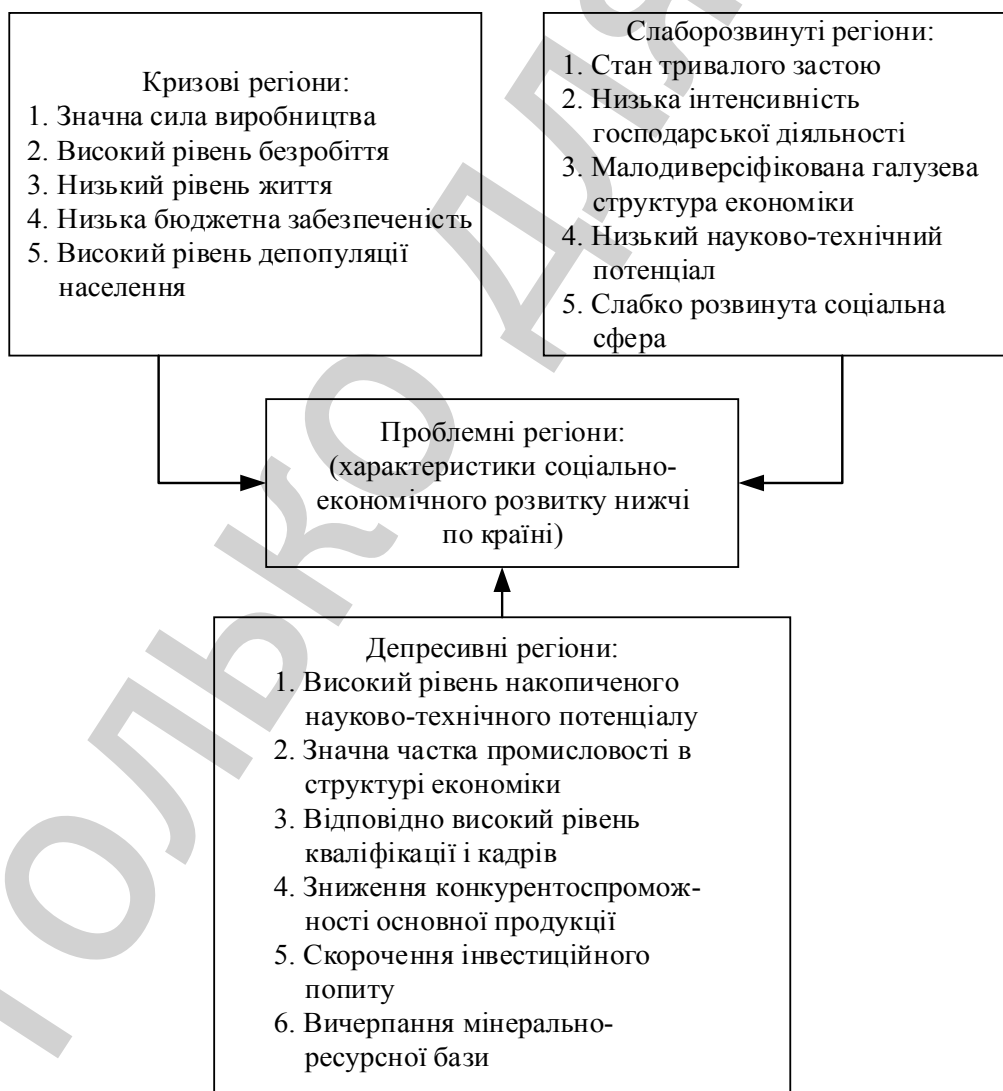 Кризові регіони:
1. Значна сила виробництва
2. Високий рівень безробіття
3. Низький рівень життя
4. Низька бюджетна забезпеченість
5. Високий рівень депопуляції
населення
Слаборозвинуті регіони:
1. Стан тривалого застою
2. Низька інтенсивність
господарської діяльності
3. Малодиверсіфікована галузева
структура економіки
4. Низький науково-технічний
потенціал
5. Слабко розвинута соціальна
сфера
Проблемні регіони:
(характеристики соціально-
економічного розвитку нижчі
по країні)
Депресивні регіони:
1. Високий рівень накопиченого
науково-технічного потенціалу
2. Значна частка промисловості в
структурі економіки
3. Відповідно високий рівень
кваліфікації і кадрів
4. Зниження конкурентоспромож-
ності основної продукції
5. Скорочення інвестиційного
попиту
6. Вичерпання мінерально-
ресурсної бази
ТОЛЬКО ДЛЯ